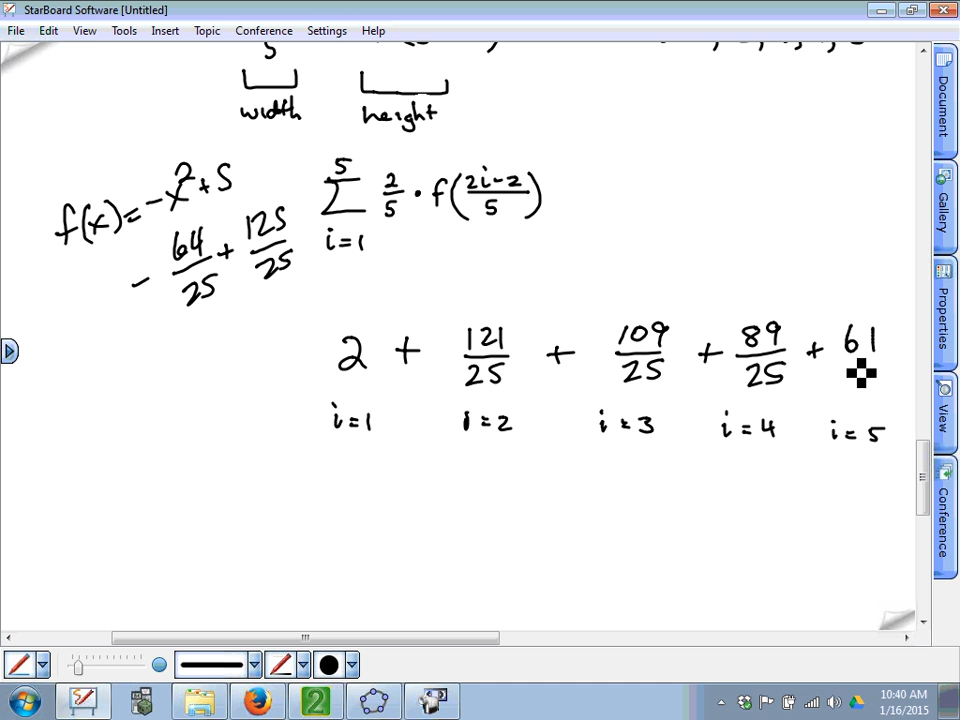 StarBoard Software [Untitled]
File Edit View Tools Insert Topic Conference Settings Help
width height
f(x)=-x²+5
-64/25+125/25
5
∑ 2/5 · f((2i-2)/5)
i=1
2 + 121/25 + 109/25 + 89/25 + 61
i=1 i=2 i=3 i=4 i=5
Document
Gallery
Properties
View
Conference
10:40 AM
1/16/2015